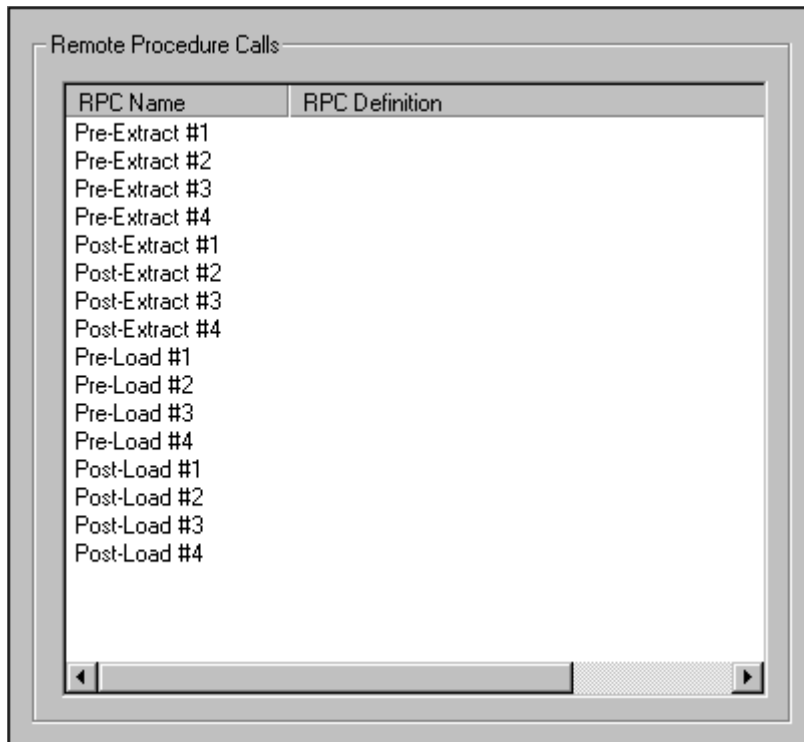 Remote Procedure Calls
RPC Name RPC Definition
Pre-Extract #1
Pre-Extract #2
Pre-Extract #3
Pre-Extract #4
Post-Extract #1
Post-Extract #2
Post-Extract #3
Post-Extract #4
Pre-Load #1
Pre-Load #2
Pre-Load #3
Pre-Load #4
Post-Load #1
Post-Load #2
Post-Load #3
Post-Load #4